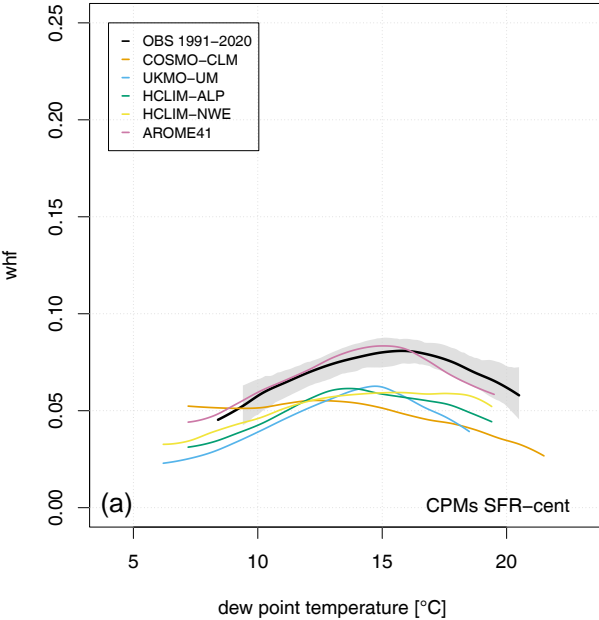 0.25
0.20
0.15
0.10
0.05
0.00
whf
OBS 1991−2020
COSMO−CLM
UKMO−UM
HCLIM−ALP
HCLIM−NWE
AROME41
(a)
CPMs SFR−cent
5 10 15 20
dew point temperature [°C]